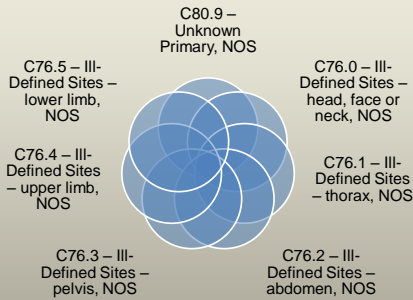 C80.9 –
Unknown
Primary, NOS
C76.0 – Ill-
Defined Sites –
head, face or
neck, NOS
C76.1 – Ill-
Defined Sites
– thorax, NOS
C76.2 – Ill-
Defined Sites –
abdomen, NOS
C76.3 – Ill-
Defined Sites –
pelvis, NOS
C76.4 – Ill-
Defined Sites
– upper limb,
NOS
C76.5 – Ill-
Defined Sites –
lower limb,
NOS